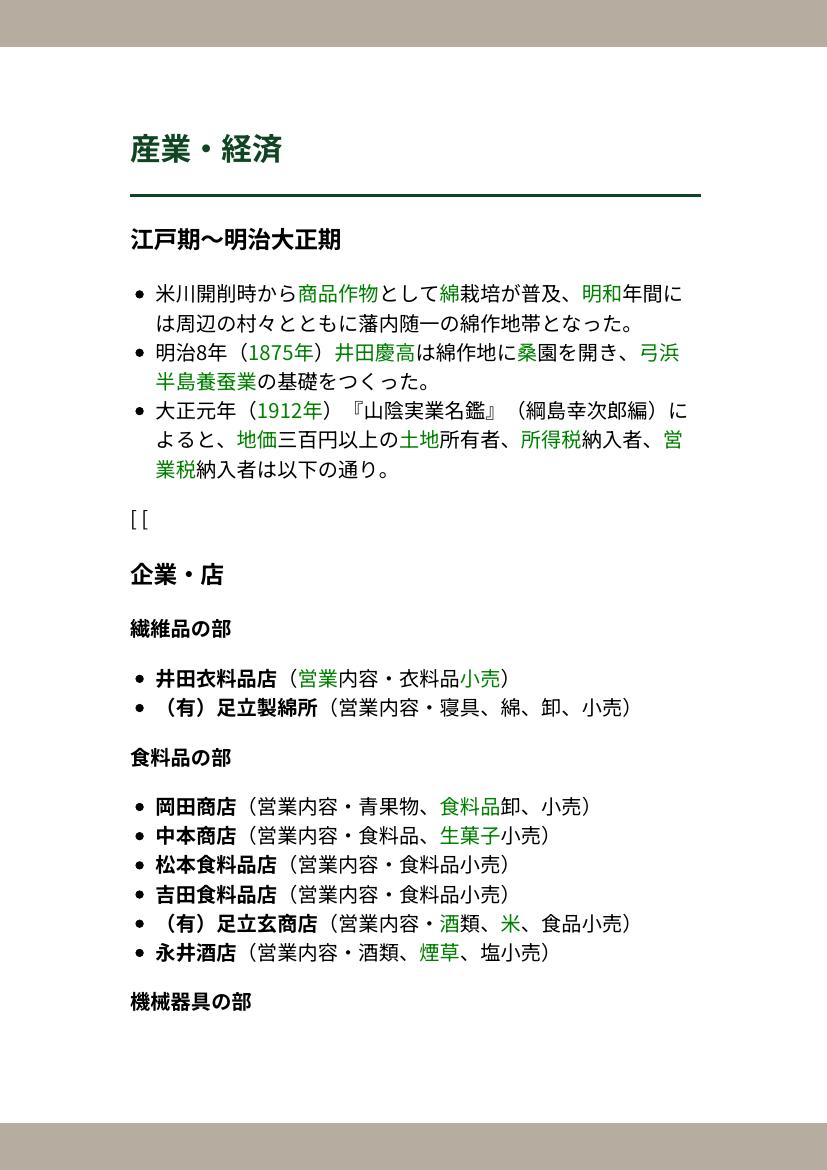 産業・経済
江戸期〜明治大正期
米川開削時から商品作物として綿栽培が普及、明和年間に
は周辺の村々とともに藩内随一の綿作地帯となった。
明治8年（1875年）井田慶高は綿作地に桑園を開き、弓浜
半島養蚕業の基礎をつくった。
大正元年（1912年）『山陰実業名鑑』（綱島幸次郎編）に
よると、地価三百円以上の土地所有者、所得税納入者、営
業税納入者は以下の通り。
[ [
企業・店
繊維品の部
井田衣料品店（営業内容・衣料品小売）
（有）足立製綿所（営業内容・寝具、綿、卸、小売）
食料品の部
岡田商店（営業内容・青果物、食料品卸、小売）
中本商店（営業内容・食料品、生菓子小売）
松本食料品店（営業内容・食料品小売）
吉田食料品店（営業内容・食料品小売）
（有）足立玄商店（営業内容・酒類、米、食品小売）
永井酒店（営業内容・酒類、煙草、塩小売）
機械器具の部